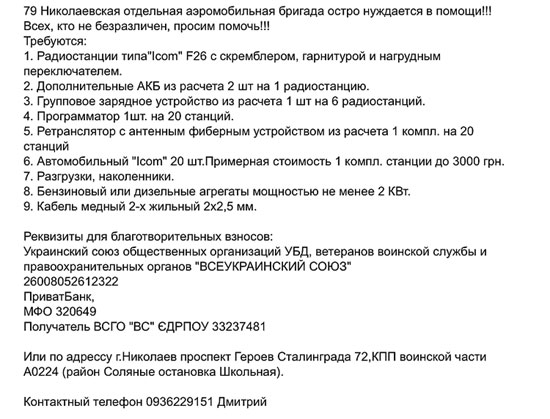 79 Николаевская отдельная аэромобильная бригада остро нуждается в помощи!!!
Всех, кто не безразличен, просим помочь!!!
Требуются:
1. Радиостанции типа"Icom" F26 с скремблером, гарнитурой и нагрудным
переключателем.
2. Дополнительные АКБ из расчета 2 шт на 1 радиостанцию.
3. Групповое зарядное устройство из расчета 1 шт на 6 радиостанций.
4. Программатор 1шт. на 20 станций.
5. Ретранслятор с антенным фиберным устройством из расчета 1 компл. на 20
станций
6. Автомобильный "Icom" 20 шт.Примерная стоимость 1 компл. станции до 3000 грн.
7. Разгрузки, наколенники.
8. Бензиновый или дизельные агрегаты мощностью не менее 2 КВт.
9. Кабель медный 2-х жильный 2х2,5 мм.
Реквизиты для благотворительных взносов:
Украинский союз общественных организаций УБД, ветеранов воинской службы и
правоохранительных органов "ВСЕУКРАИНСКИЙ СОЮЗ"
26008052612322
ПриватБанк,
МФО 320649
Получатель ВСГО "ВС" ЄДРПОУ 33237481
Или по адрессу г.Николаев проспект Героев Сталинграда 72,КПП воинской части
А0224 (район Соляные остановка Школьная).
Контактный телефон 0936229151 Дмитрий